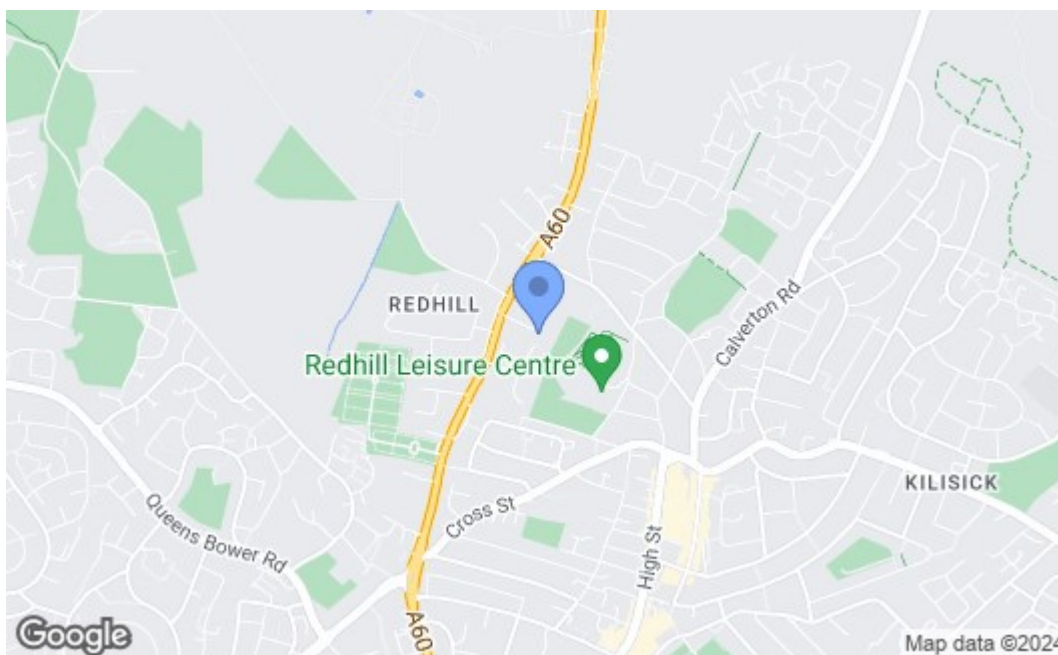 A60
REDHILL
Calverton Rd
Redhill Leisure Centre
KILISICK
Cross St
Queens Bower Rd
High St
A60
Google
Map data ©2024